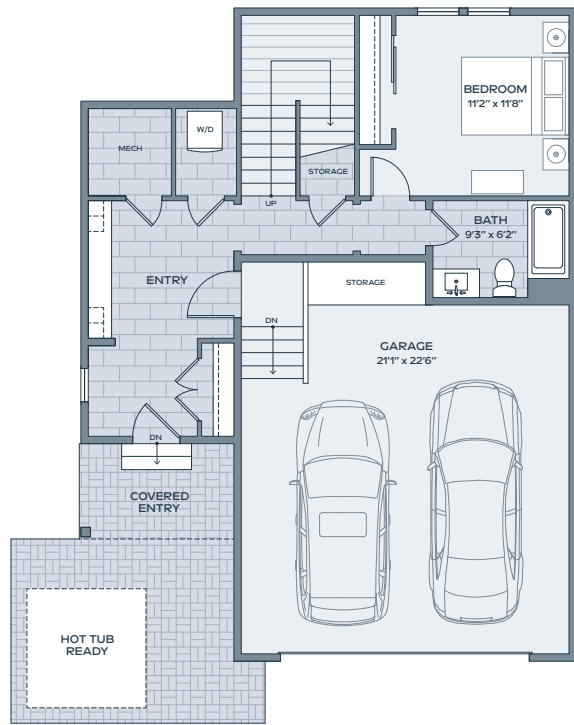 BEDROOM
11'2" x 11'8"
W/D
MECH
STORAGE
UP
BATH
9'3" x 6'2"
ENTRY
STORAGE
DN
GARAGE
21'1" x 22'6"
DN
COVERED
ENTRY
HOT TUB
READY